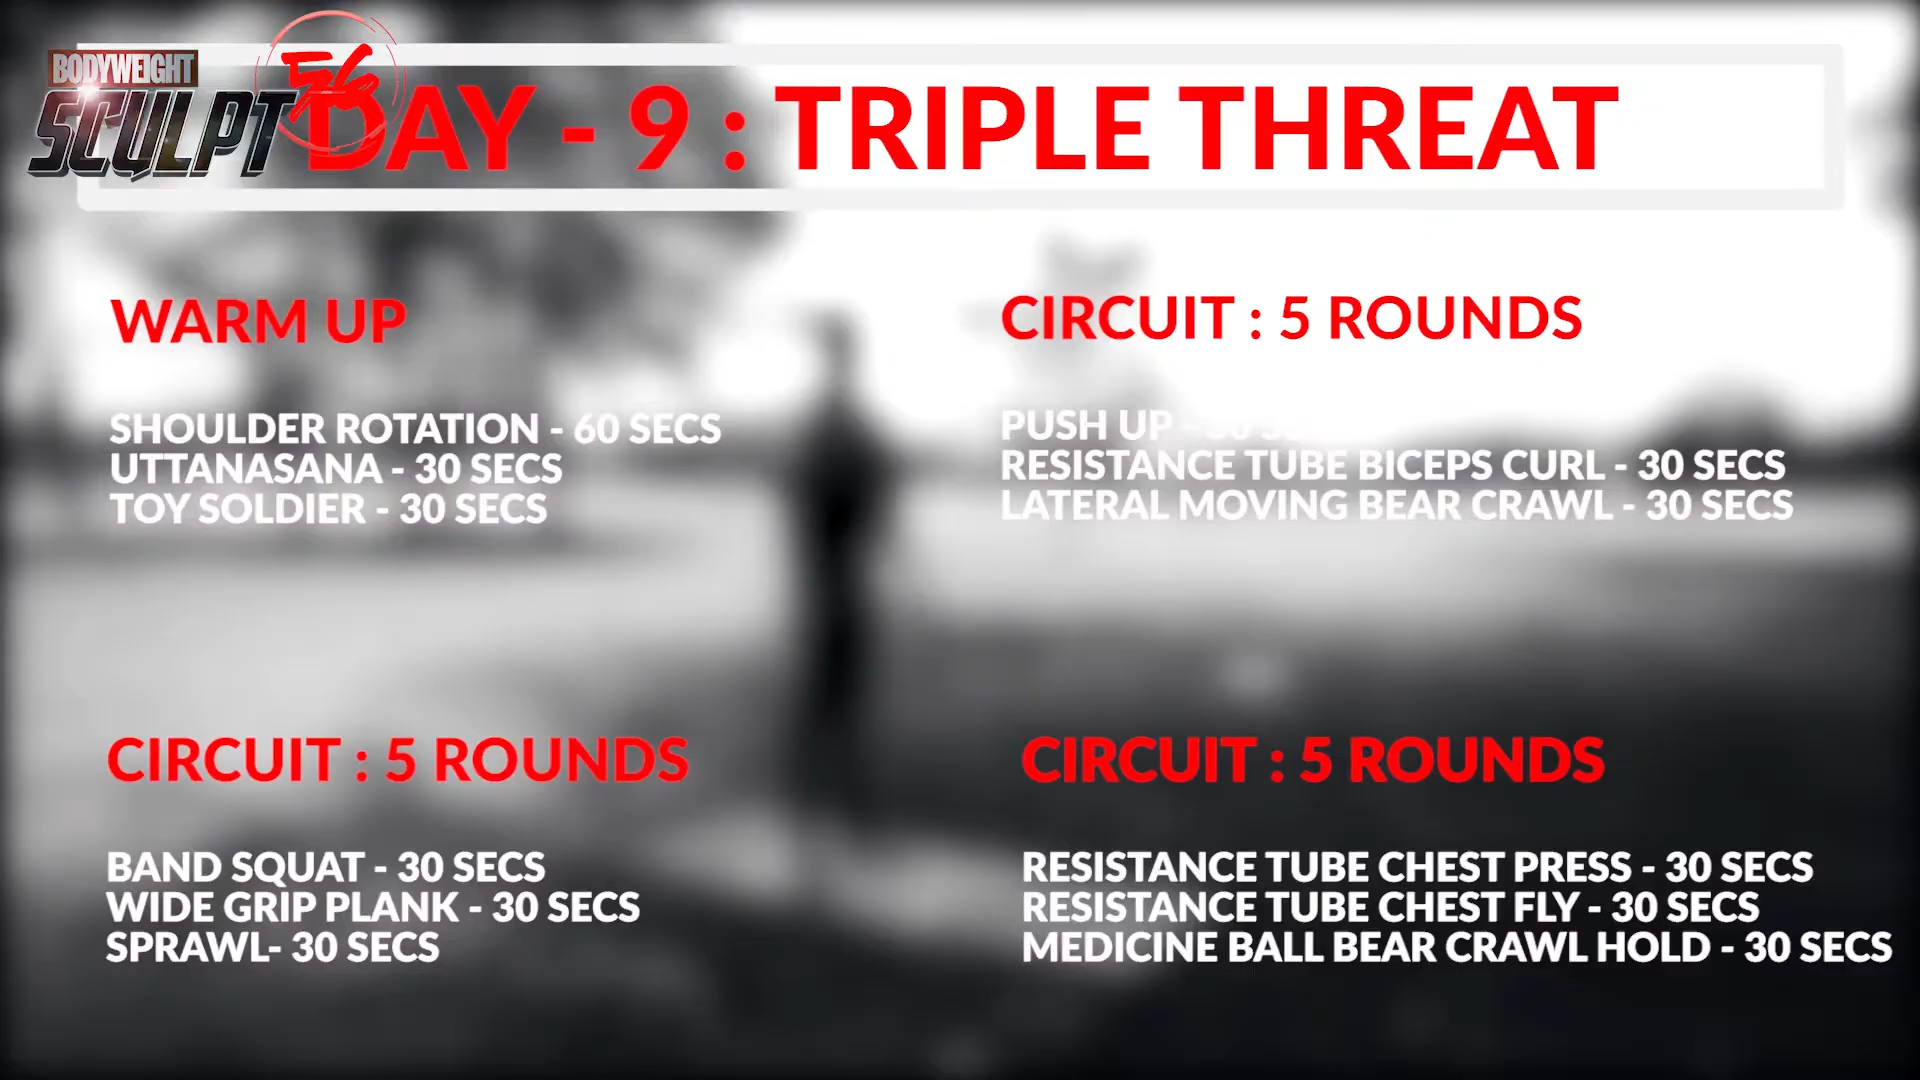 BODYWEIGHT
SCULPT 56
DAY - 9 : TRIPLE THREAT
WARM UP
SHOULDER ROTATION - 60 SECS
UTTANASANA - 30 SECS
TOY SOLDIER - 30 SECS
CIRCUIT : 5 ROUNDS
PUSH UP - 30
RESISTANCE TUBE BICEPS CURL - 30 SECS
LATERAL MOVING BEAR CRAWL - 30 SECS
CIRCUIT : 5 ROUNDS
BAND SQUAT - 30 SECS
WIDE GRIP PLANK - 30 SECS
SPRAWL- 30 SECS
CIRCUIT : 5 ROUNDS
RESISTANCE TUBE CHEST PRESS - 30 SECS
RESISTANCE TUBE CHEST FLY - 30 SECS
MEDICINE BALL BEAR CRAWL HOLD - 30 SECS